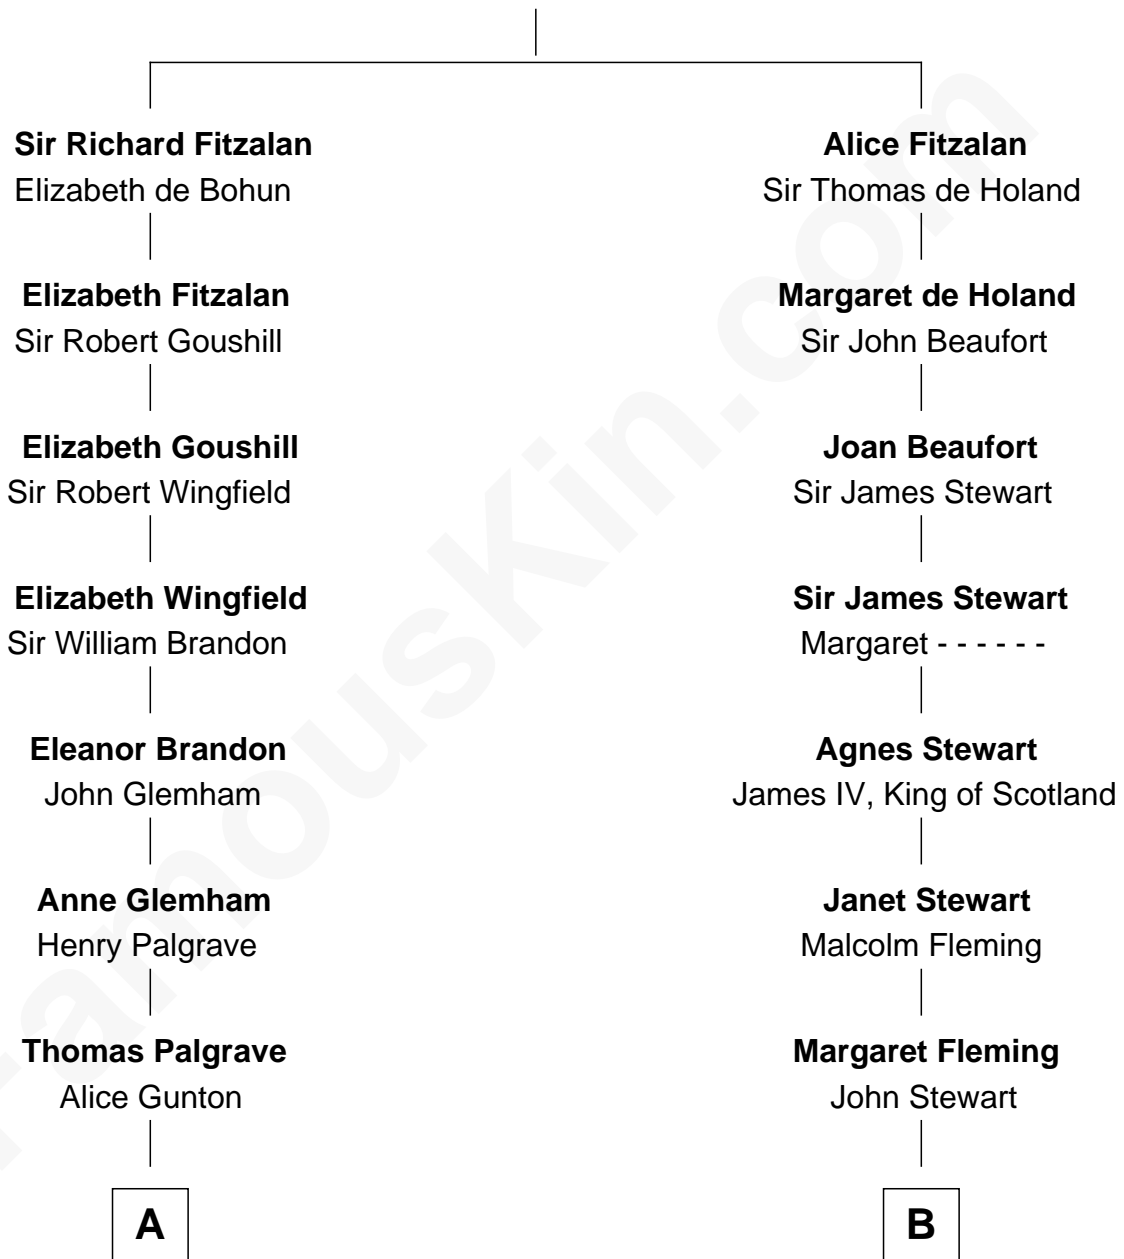 Sir Richard Fitzalan
Elizabeth de Bohun
Elizabeth Fitzalan
Sir Robert Goushill
Elizabeth Goushill
Sir Robert Wingfield
Elizabeth Wingfield
Sir William Brandon
Eleanor Brandon
John Glemham
Anne Glemham
Henry Palgrave
Thomas Palgrave
Alice Gunton
A
Alice Fitzalan
Sir Thomas de Holand
Margaret de Holand
Sir John Beaufort
Joan Beaufort
Sir James Stewart
Sir James Stewart
Margaret - - - - - -
Agnes Stewart
James IV, King of Scotland
Janet Stewart
Malcolm Fleming
Margaret Fleming
John Stewart
B
FamousKin.com